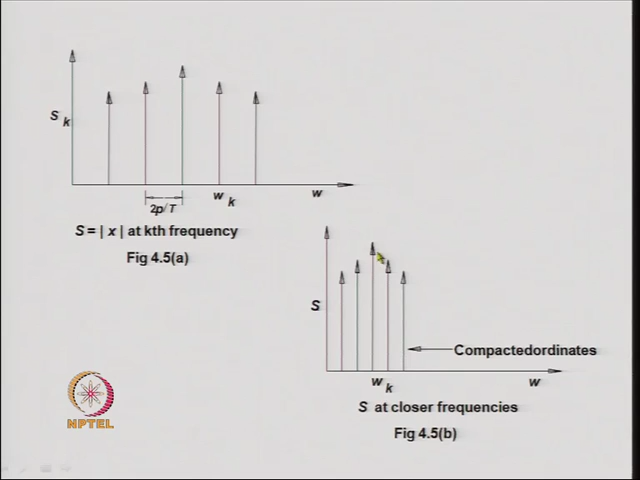 S k
2p/T
w k
w
S = | x | at kth frequency
Fig 4.5(a)
S
Compactedordinates
w k
w
S at closer frequencies
Fig 4.5(b)
NPTEL